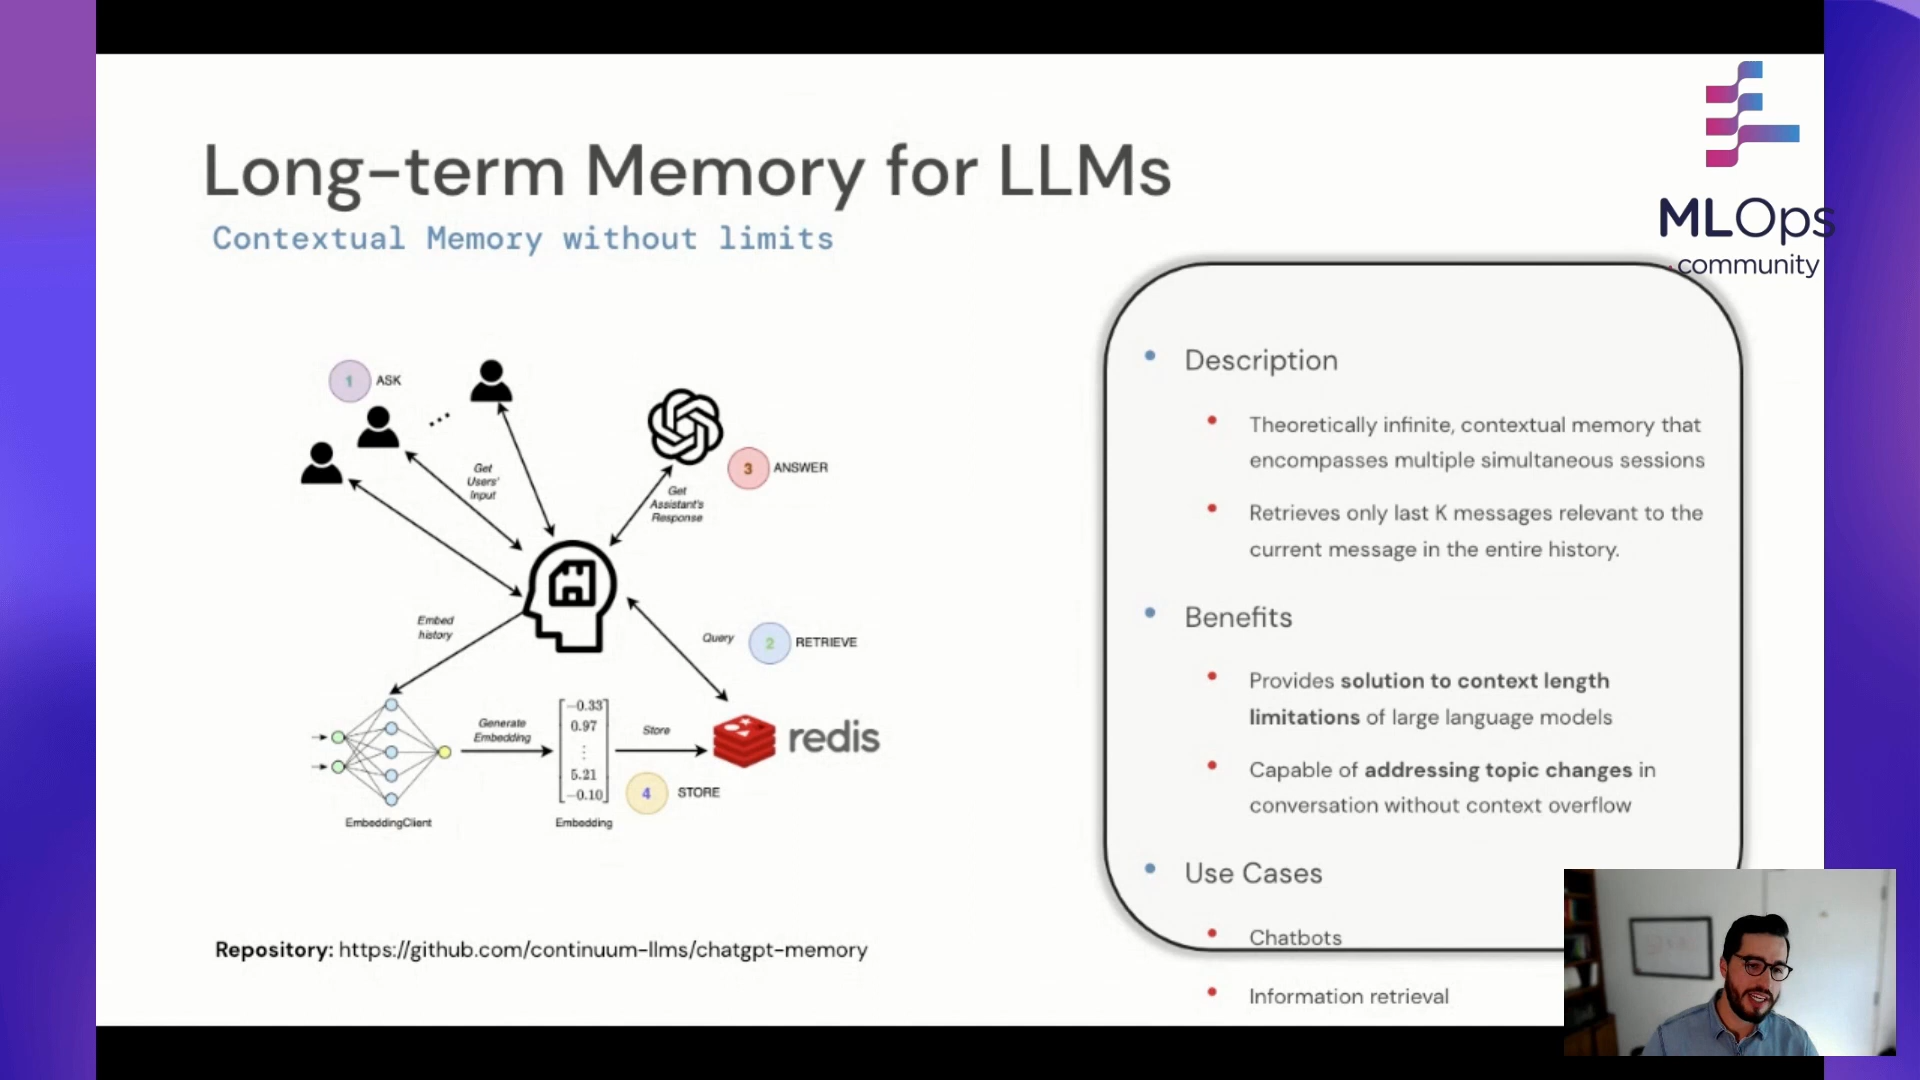 Long-term Memory for LLMs
Contextual Memory without limits
MLOps
.community
1 ASK
Get
Users'
Input
3 ANSWER
Get
Assistant's
Response
Embed
history
Query
2 RETRIEVE
Generate
Embedding
-0.33
0.97
⋮
5.21
-0.10
Store
redis
4 STORE
EmbeddingClient
Embedding
Repository: https://github.com/continuum-llms/chatgpt-memory
• Description
• Theoretically infinite, contextual memory that
encompasses multiple simultaneous sessions
• Retrieves only last K messages relevant to the
current message in the entire history.
• Benefits
• Provides solution to context length
limitations of large language models
• Capable of addressing topic changes in
conversation without context overflow
• Use Cases
• Chatbots
• Information retrieval